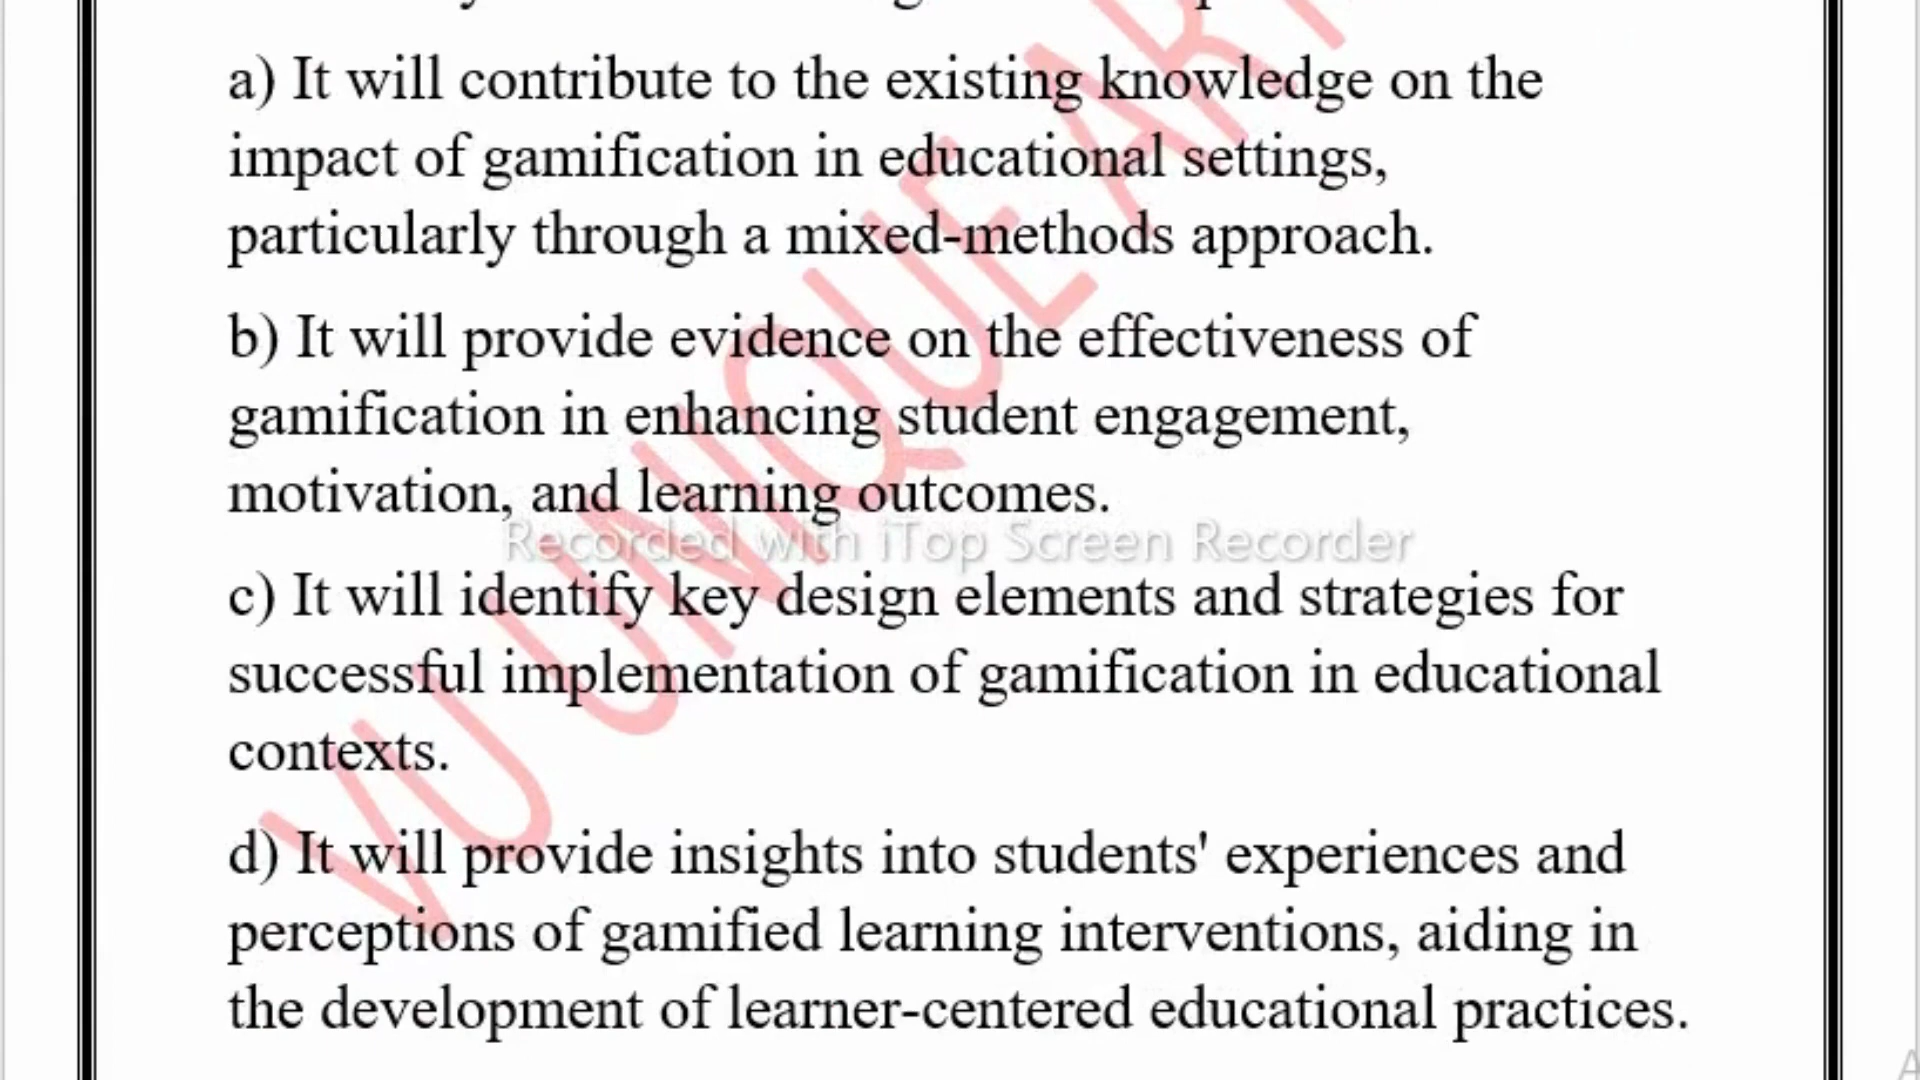 a) It will contribute to the existing knowledge on the
impact of gamification in educational settings,
particularly through a mixed-methods approach.
b) It will provide evidence on the effectiveness of
gamification in enhancing student engagement,
motivation, and learning outcomes.
Recorded with iTop Screen Recorder
c) It will identify key design elements and strategies for
successful implementation of gamification in educational
contexts.
d) It will provide insights into students' experiences and
perceptions of gamified learning interventions, aiding in
the development of learner-centered educational practices.
VU UNIQUE